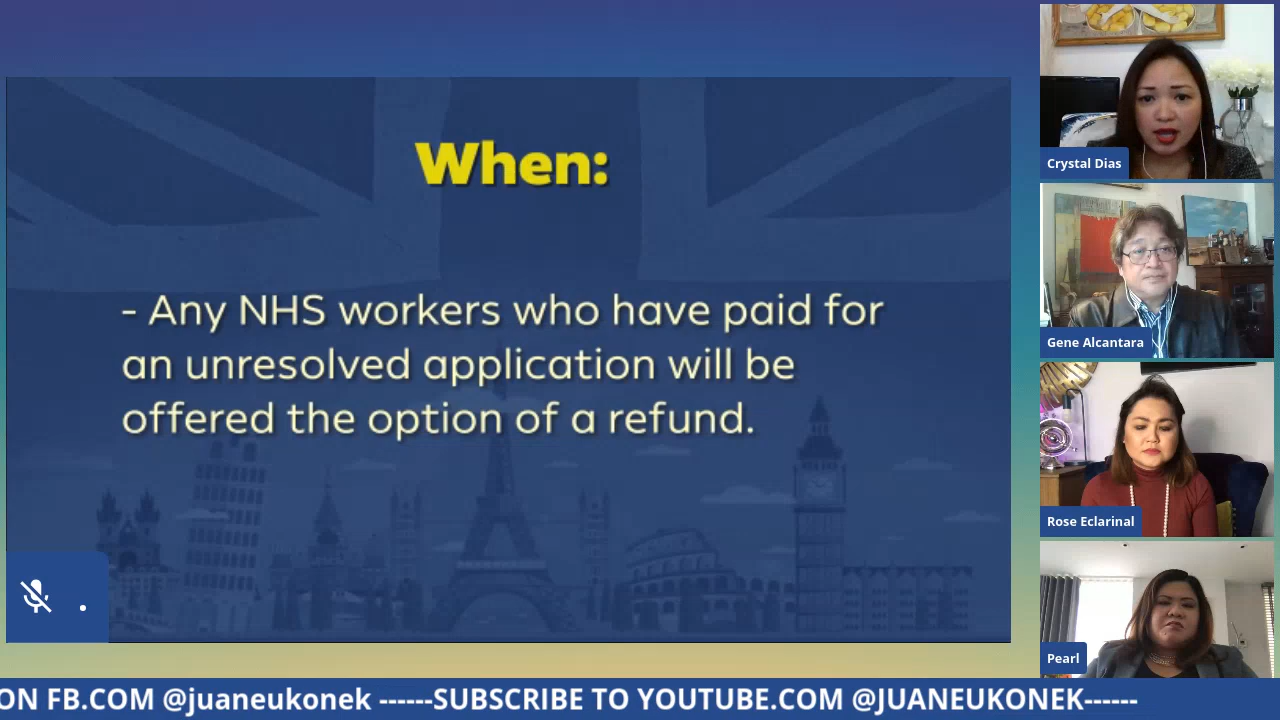 When:
- Any NHS workers who have paid for
an unresolved application will be
offered the option of a refund.
Crystal Dias
Gene Alcantara
Rose Eclarinal
Pearl
ON FB.COM @juaneukonek ------SUBSCRIBE TO YOUTUBE.COM @JUANEUKONEK------